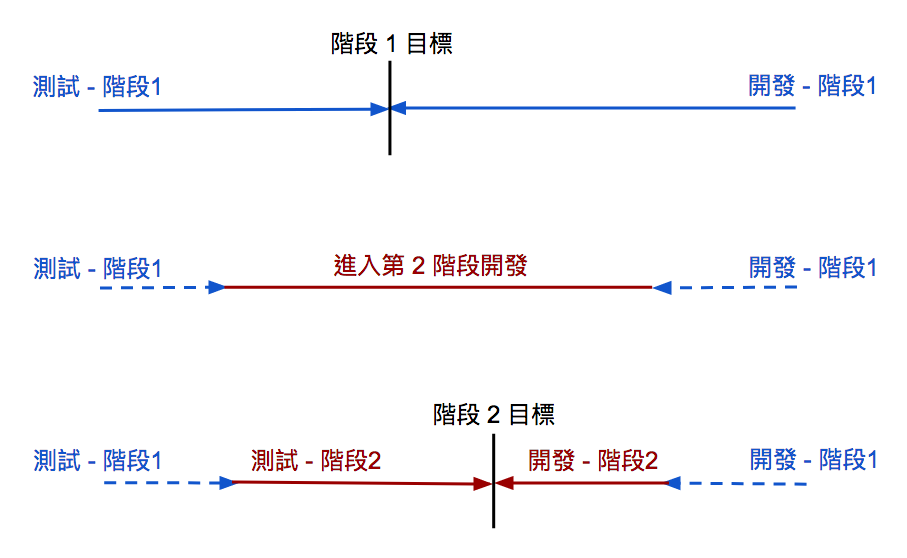 階段 1 目標
測試 - 階段1
開發 - 階段1
測試 - 階段1
進入第 2 階段開發
開發 - 階段1
階段 2 目標
測試 - 階段1
測試 - 階段2
開發 - 階段2
開發 - 階段1